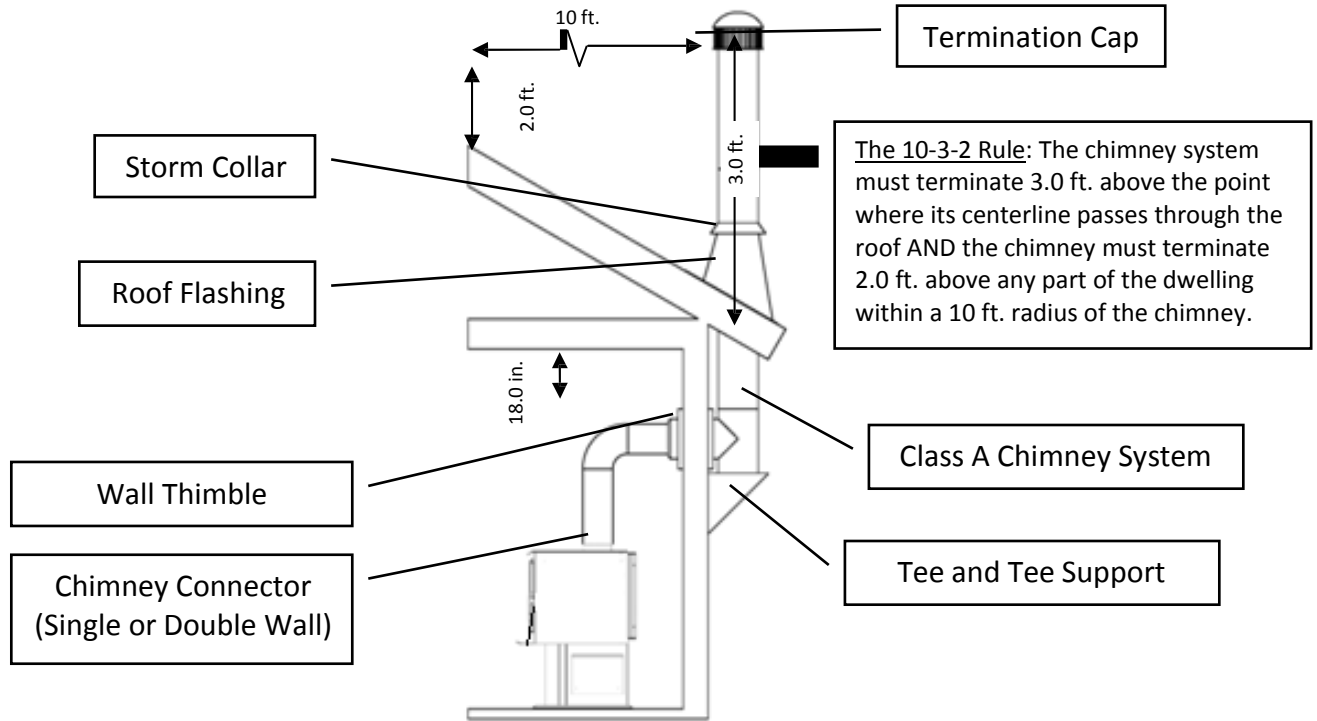 10 ft.
Termination Cap
2.0 ft.
Storm Collar
3.0 ft.
The 10-3-2 Rule: The chimney system
must terminate 3.0 ft. above the point
where its centerline passes through the
roof AND the chimney must terminate
2.0 ft. above any part of the dwelling
within a 10 ft. radius of the chimney.
Roof Flashing
18.0 in.
Class A Chimney System
Wall Thimble
Chimney Connector
(Single or Double Wall)
Tee and Tee Support